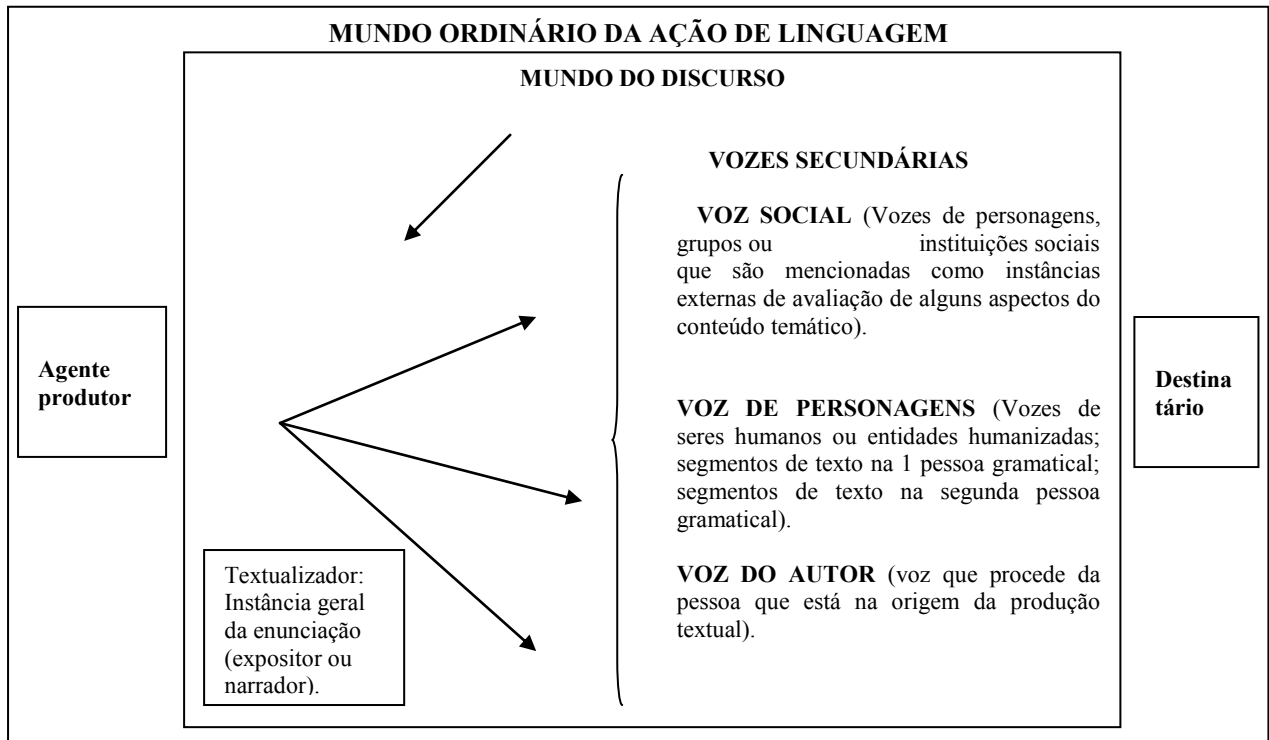 MUNDO ORDINÁRIO DA AÇÃO DE LINGUAGEM
MUNDO DO DISCURSO
VOZES SECUNDÁRIAS
VOZ SOCIAL (Vozes de personagens,
grupos ou instituições sociais
que são mencionadas como instâncias
externas de avaliação de alguns aspectos do
conteúdo temático).
Agente
produtor
Destina
tário
VOZ DE PERSONAGENS (Vozes de
seres humanos ou entidades humanizadas;
segmentos de texto na 1 pessoa gramatical;
segmentos de texto na segunda pessoa
gramatical).
VOZ DO AUTOR (voz que procede da
pessoa que está na origem da produção
textual).
Textualizador:
Instância geral
da enunciação
(expositor ou
narrador).